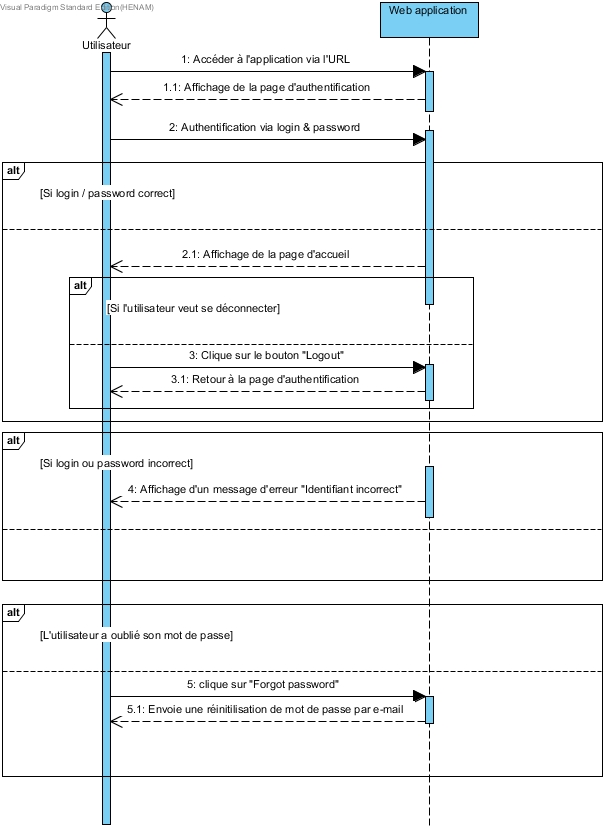 Visual Paradigm Standard Edition(HENAM)
Web application
Utilisateur
1: Accéder à l'application via l'URL
1.1: Affichage de la page d'authentification
2: Authentification via login & password
alt
[Si login / password correct]
2.1: Affichage de la page d'accueil
alt
[Si l'utilisateur veut se déconnecter]
3: Clique sur le bouton "Logout"
3.1: Retour à la page d'authentification
alt
[Si login ou password incorrect]
4: Affichage d'un message d'erreur "Identifiant incorrect"
alt
[L'utilisateur a oublié son mot de passe]
5: clique sur "Forgot password"
5.1: Envoie une réinitilisation de mot de passe par e-mail